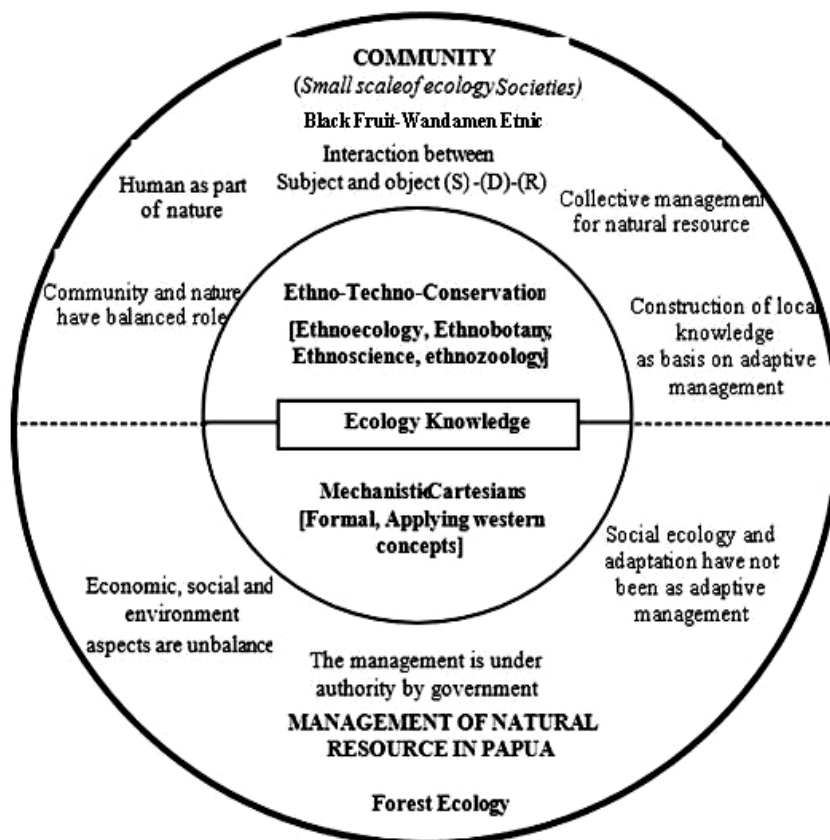 COMMUNITY
(Small scaleof ecology Societies)
Black Fruit-Wandamen Etnic
Interaction between
Subject and object (S) -(D)-(R)
Human as part
of nature
Collective management
for natural resource
Community and nature
have balanced role
Construction of local
knowledge
as basis on adaptive
management
Ethno-Techno-Conservation
[Ethnoecology, Ethnobotany,
Ethnoscience, ethnozoology]
Ecology Knowledge
Mechanistic Cartesians
[Formal, Applying western
concepts]
Economic, social and
environment
aspects are unbalance
Social ecology and
adaptation have not
been as adaptive
management
The management is under
authority by government
MANAGEMENT OF NATURAL
RESOURCE IN PAPUA
Forest Ecology